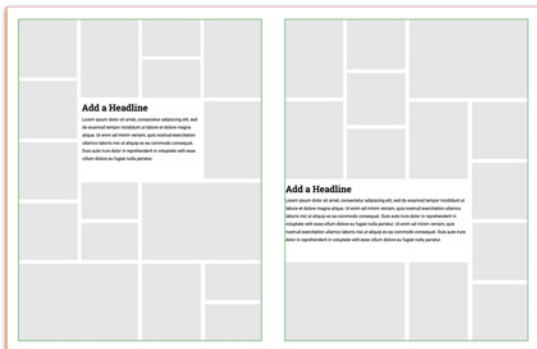 Add a Headline
Lorem ipsum dolor sit amet, consectetur adipiscing elit, sed
do eiusmod tempor incididunt ut labore et dolore magna
aliqua. Ut enim ad minim veniam, quis nostrud exercitation
ullamco laboris nisi ut aliquip ex ea commodo consequat.
Duis aute irure dolor in reprehenderit in voluptate velit esse
cillum dolore eu fugiat nulla pariatur.
Add a Headline
Lorem ipsum dolor sit amet, consectetur adipiscing elit, sed do eiusmod tempor incididunt ut
labore et dolore magna aliqua. Ut enim ad minim veniam, quis nostrud exercitation
ullamco laboris nisi ut aliquip ex ea commodo consequat. Duis aute irure dolor in
reprehenderit in voluptate velit esse cillum dolore eu fugiat nulla pariatur. quis
nostrud exercitation ullamco laboris nisi ut aliquip ex ea commodo consequat. Duis aute irure
dolor in reprehenderit in voluptate velit esse cillum dolore eu fugiat nulla pariatur.